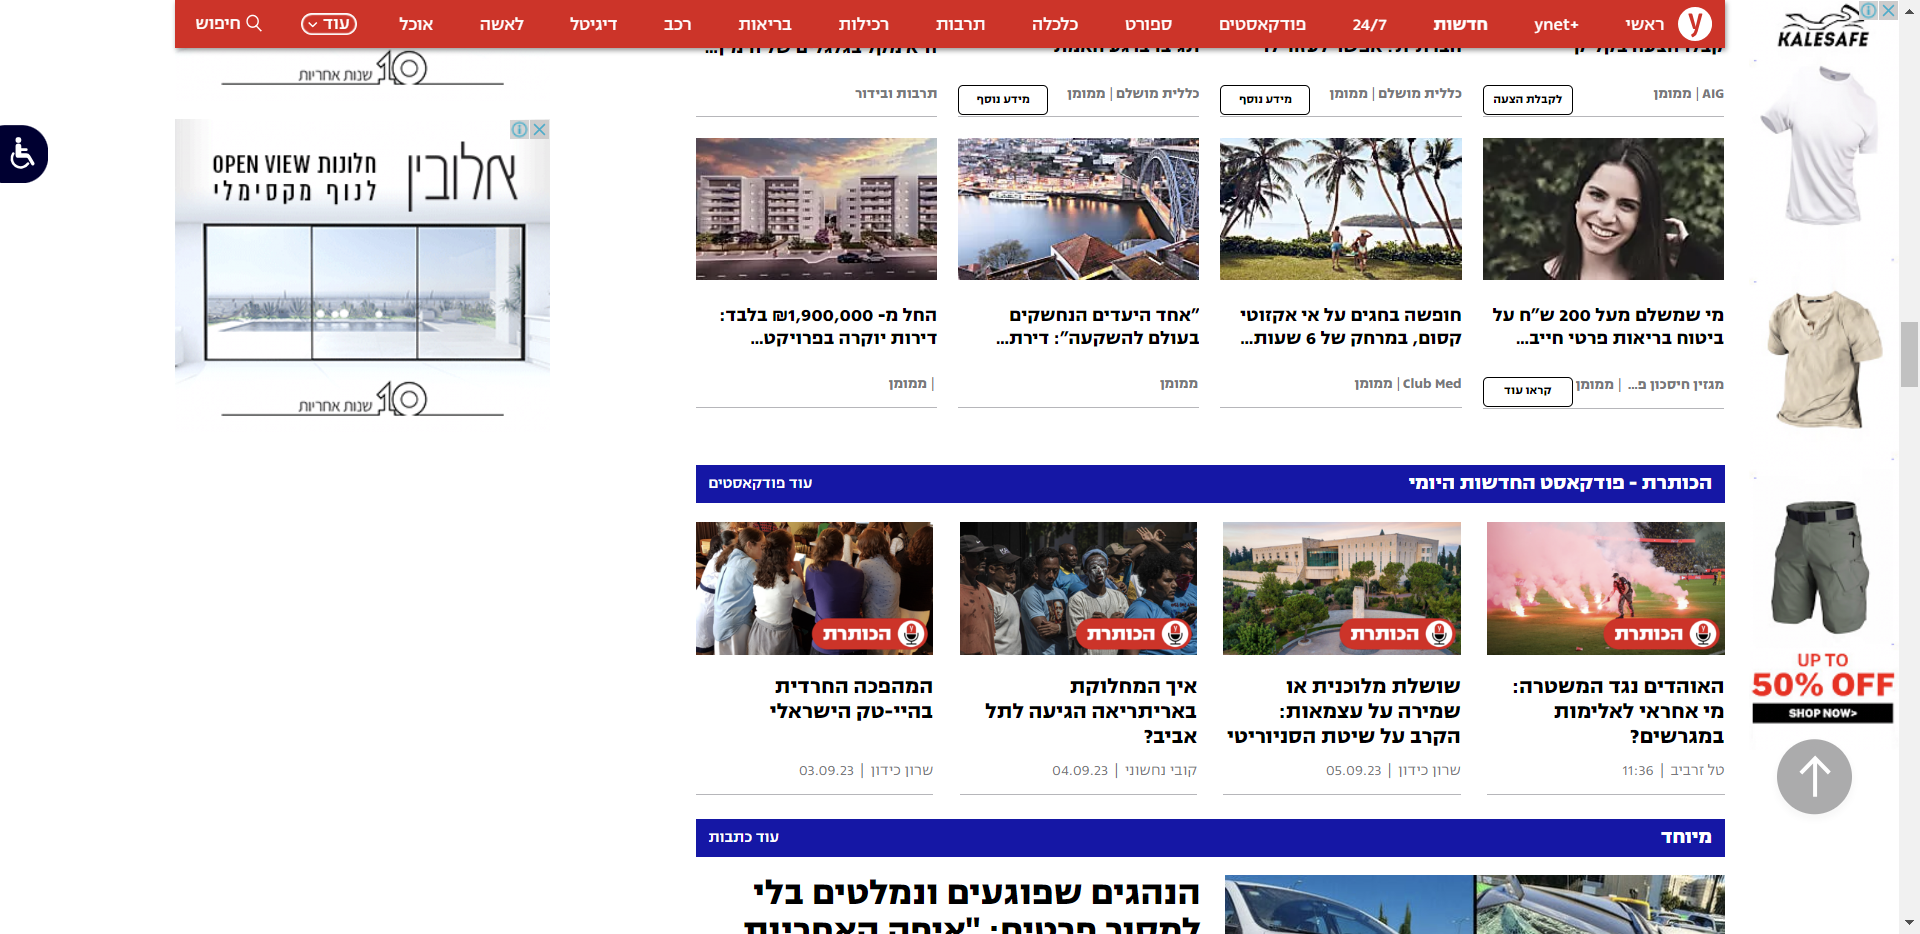 ראשי
ynet+
חדשות
24/7
פודקאסטים
ספורט
כלכלה
תרבות
רכילות
בריאות
רכב
דיגיטל
לאשה
אוכל
עוד
חיפוש
AIG | ממומן
לקבלת הצעה
כללית מושלם | ממומן
מידע נוסף
כללית מושלם | ממומן
מידע נוסף
תרבות ובידור
מי שמשלם מעל 200 ש"ח על
ביטוח בריאות פרטי חייב...
מגזין חיסכון פ... | ממומן
קראו עוד
חופשה בחגים על אי אקזוטי
קסום, במרחק של 6 שעות...
Club Med | ממומן
"אחד היעדים הנחשקים
בעולם להשקעה": דירת...
ממומן
החל מ- 1,900,000₪ בלבד:
דירות יוקרה בפרויקט...
| ממומן
הכותרת - פודקאסט החדשות היומי
עוד פודקאסטים
הכותרת
האוהדים נגד המשטרה:
מי אחראי לאלימות
במגרשים?
טל זרביב | 11:36
הכותרת
שושלת מלוכנית או
שמירה על עצמאות:
הקרב על שיטת הסניוריטי
שרון כידון | 05.09.23
הכותרת
איך המחלוקת
באריתריאה הגיעה לתל
אביב?
קובי נחשוני | 04.09.23
הכותרת
המהפכה החרדית
בהיי-טק הישראלי
שרון כידון | 03.09.23
מיוחד
עוד כתבות
הנהגים שפוגעים ונמלטים בלי
למסור פרטים: "איפה האחריות
10 שנות אחריות
אלובין
חלונות OPEN VIEW
לנוף מקסימלי
10 שנות אחריות
KALESAFE
UP TO
50% OFF
SHOP NOW>